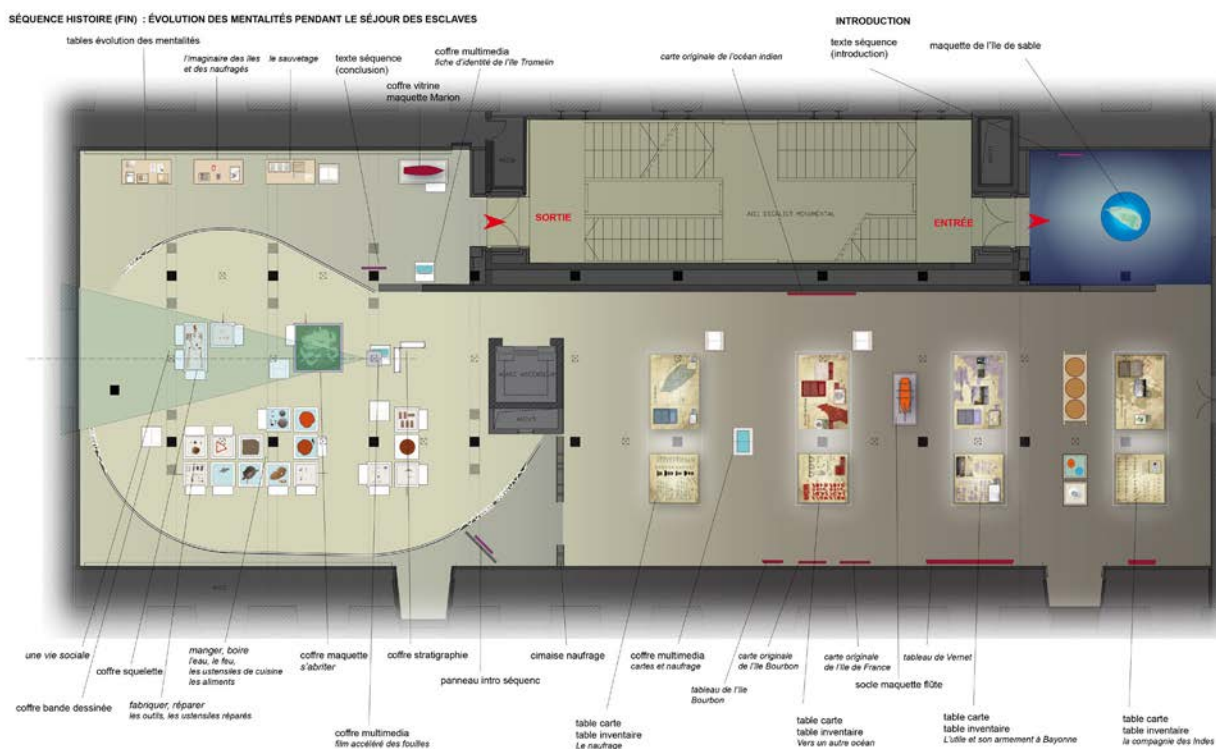 SÉQUENCE HISTOIRE (FIN) : ÉVOLUTION DES MENTALITÉS PENDANT LE SÉJOUR DES ESCLAVES
INTRODUCTION
tables évolution des mentalités
l'imaginaire des îles
et des naufragés
le sauvetage
texte séquence
(conclusion)
coffre multimedia
fiche d'identité de l'île Tromelin
coffre vitrine
maquette Marion
carte originale de l'océan indien
texte séquence
(introduction)
maquette de l'île de sable
SORTIE
ENTRÉE
une vie sociale
coffre squelette
coffre bande dessinée
manger, boire
l'eau, le feu,
les ustensiles de cuisine
les aliments
fabriquer, réparer
les outils, les ustensiles réparés
coffre maquette
s'abriter
coffre multimedia
film accéléré des fouilles
coffre stratigraphie
panneau intro séquenc
cimaise naufrage
table carte
table inventaire
Le naufrage
coffre multimedia
cartes et naufrage
tableau de l'île
Bourbon
carte originale
de l'île Bourbon
table carte
table inventaire
Vers un autre océan
carte originale
de l'île de France
socle maquette flûte
tableau de Vernet
table carte
table inventaire
L'utile et son armement à Bayonne
table carte
table inventaire
la compagnie des Indes